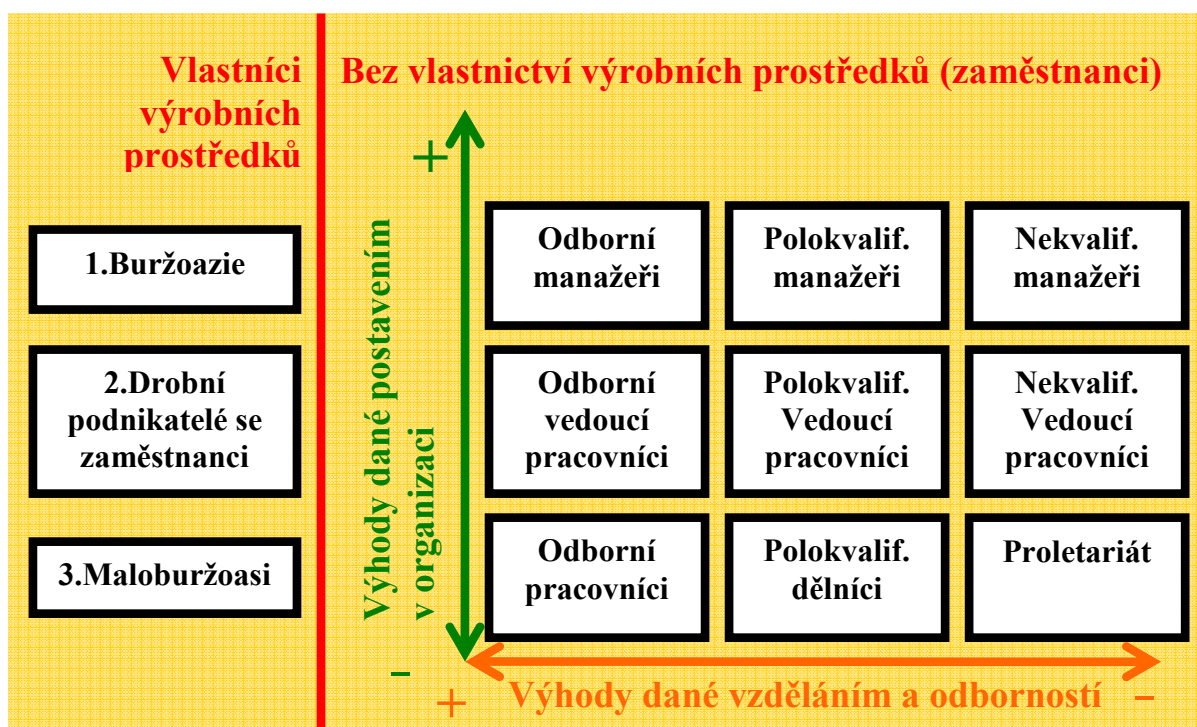 Vlastníci
výrobních
prostředků
Bez vlastnictví výrobních prostředků (zaměstnanci)
1.Buržoazie
2.Drobní
podnikatelé se
zaměstnanci
3.Maloburžoasi
+
Výhody dané postavením
v organizaci
-
Odborní
manažeři
Polokvalif.
manažeři
Nekvalif.
manažeři
Odborní
vedoucí
pracovníci
Polokvalif.
Vedoucí
pracovníci
Nekvalif.
Vedoucí
pracovníci
Odborní
pracovníci
Polokvalif.
dělníci
Proletariát
+ Výhody dané vzděláním a odborností -